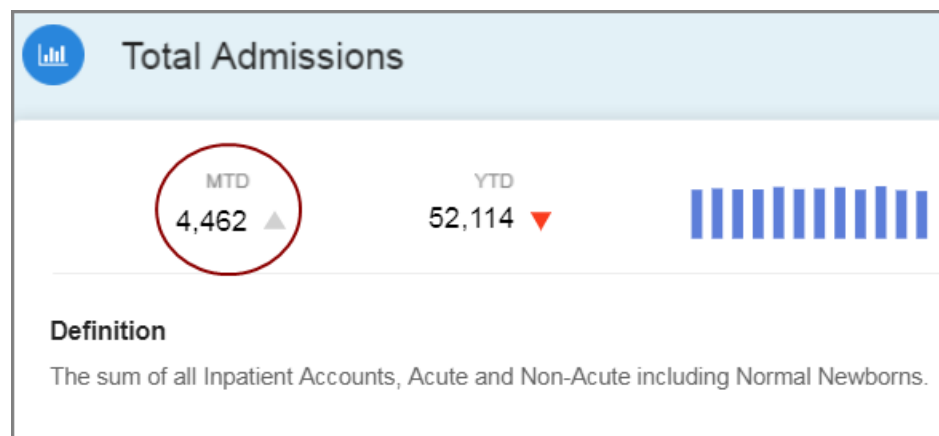 Total Admissions
MTD YTD
4,462 52,114
Definition
The sum of all Inpatient Accounts, Acute and Non-Acute including Normal Newborns.